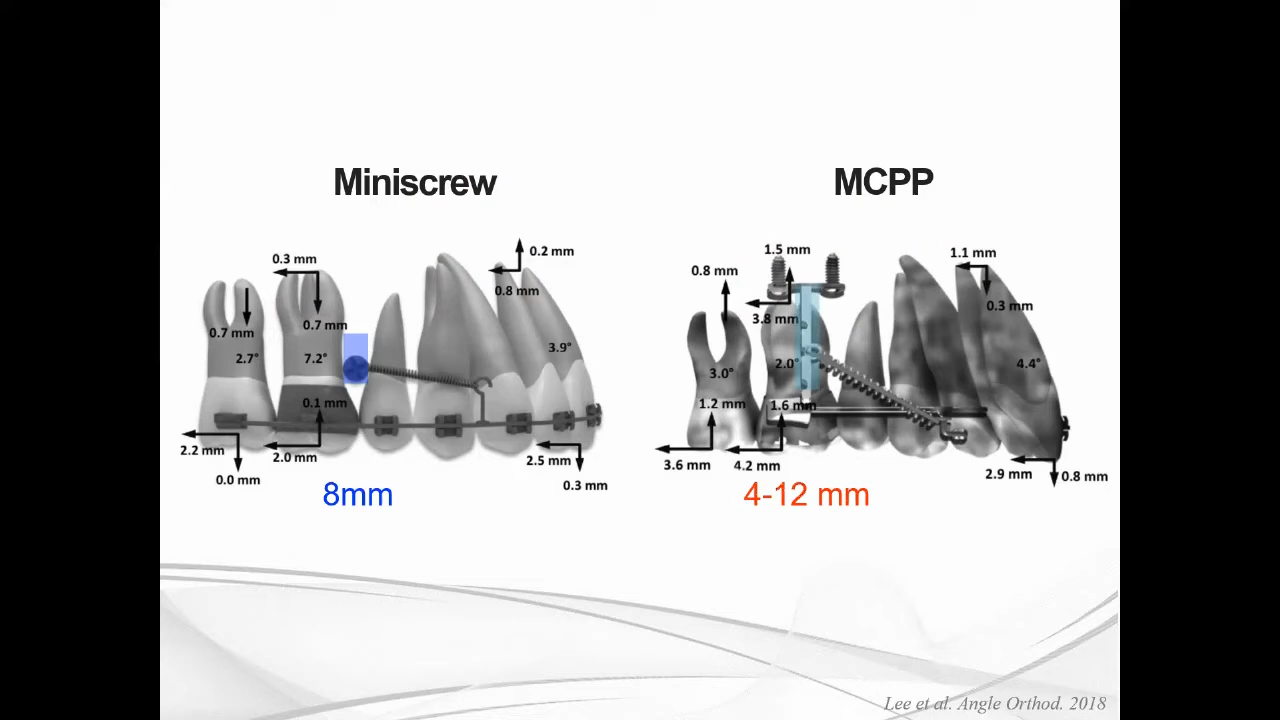 Miniscrew
0.3 mm
0.2 mm
0.8 mm
0.7 mm
0.7 mm
2.7°
7.2°
3.9°
0.1 mm
2.2 mm
2.0 mm
2.5 mm
0.0 mm
0.3 mm
8mm
MCPP
1.5 mm
1.1 mm
0.8 mm
0.3 mm
3.8 mm
3.0°
2.0°
4.4°
1.2 mm
1.6 mm
3.6 mm
4.2 mm
2.9 mm
0.8 mm
4-12 mm
Lee et al. Angle Orthod. 2018